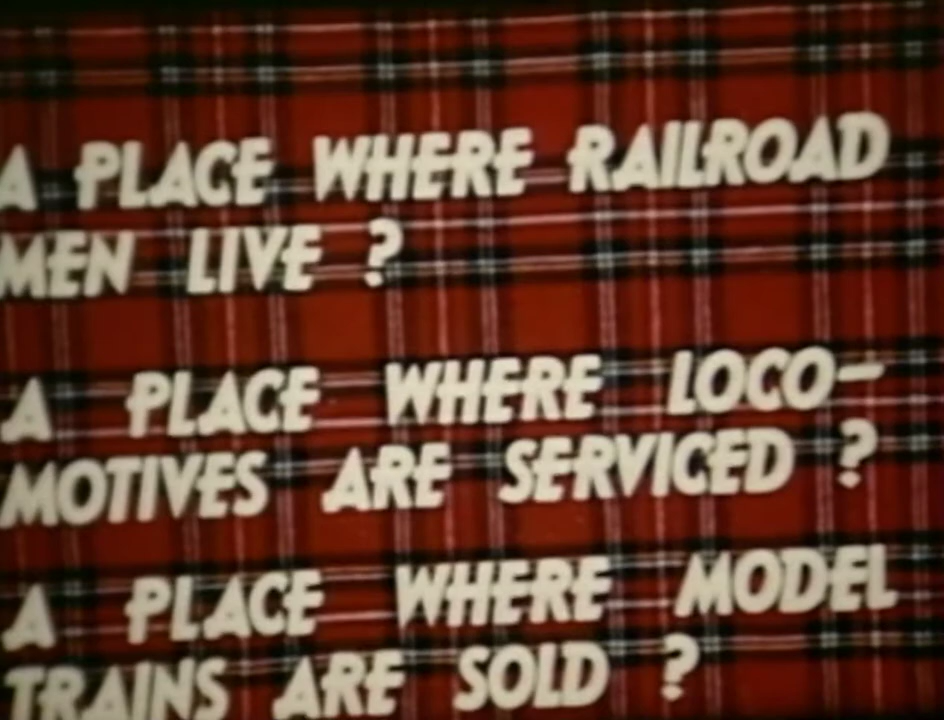 A PLACE WHERE RAILROAD
MEN LIVE ?
A PLACE WHERE LOCO-
MOTIVES ARE SERVICED ?
A PLACE WHERE MODEL
TRAINS ARE SOLD ?